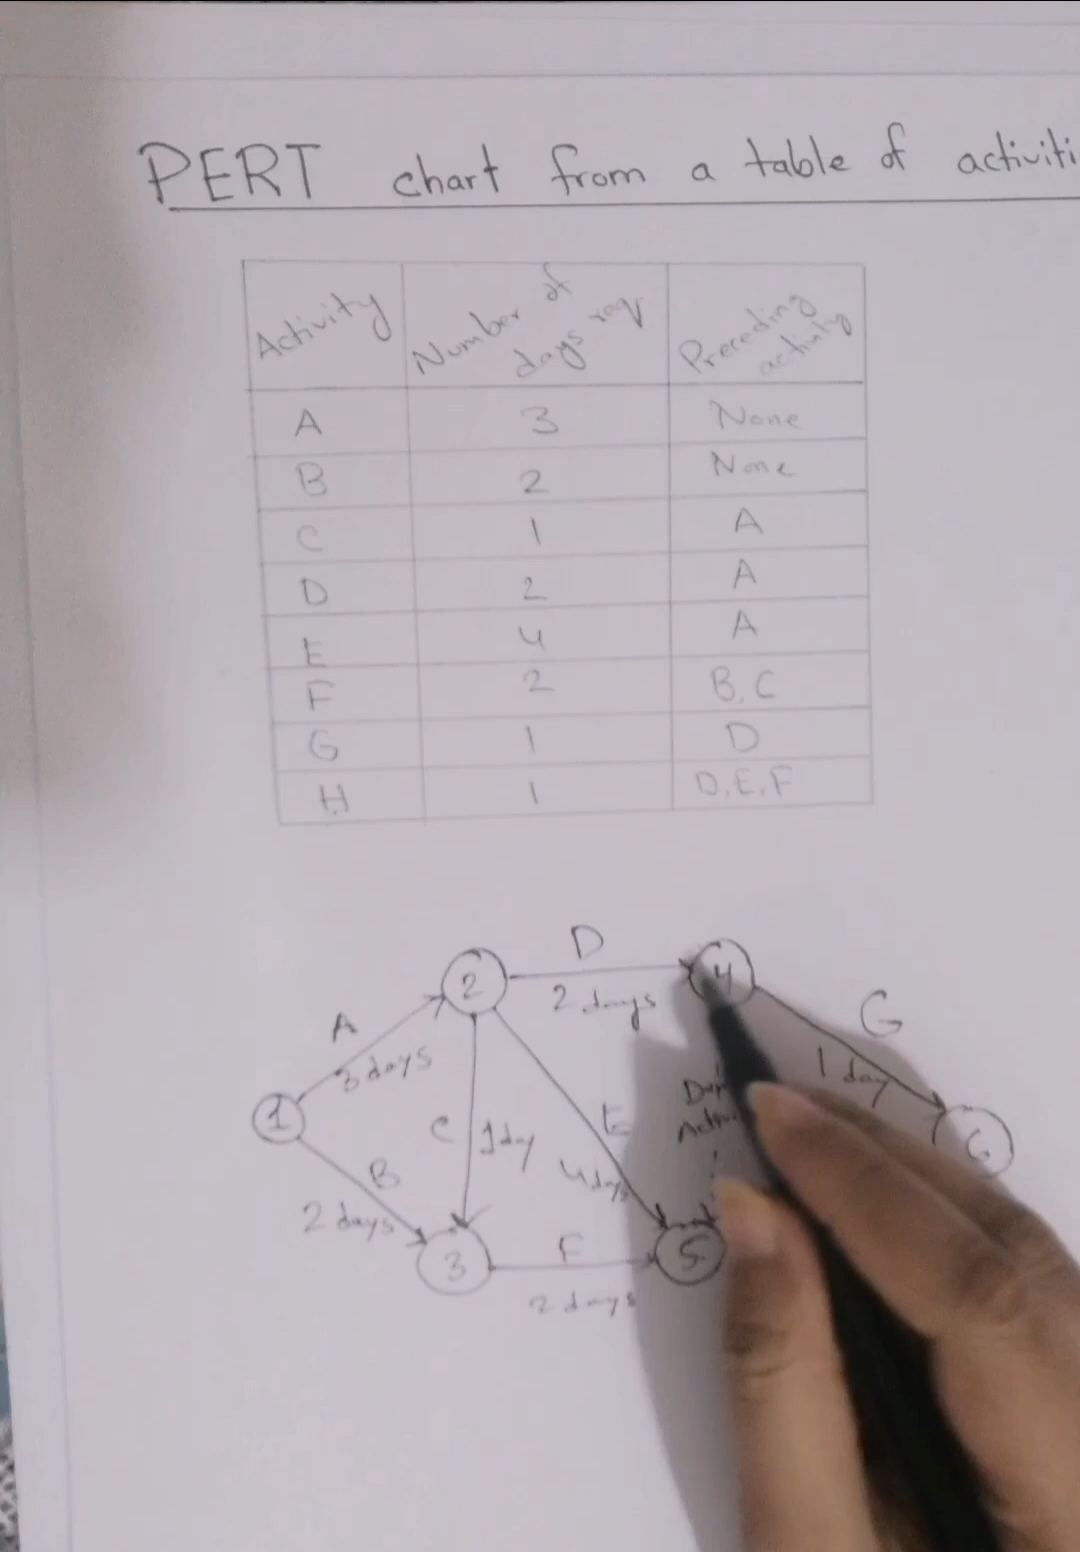 PERT chart from a table of activiti
Activity Number of days req Preceding activity
A 3 None
B 2 None
C 1 A
D 2 A
E 4 A
F 2 B, C
G 1 D
H 1 D, E, F
D
2 4
2 days
G
A
3 days
1 day
1
C 1 day
E
6
B
4 days
2 days
F
3 5
2 days